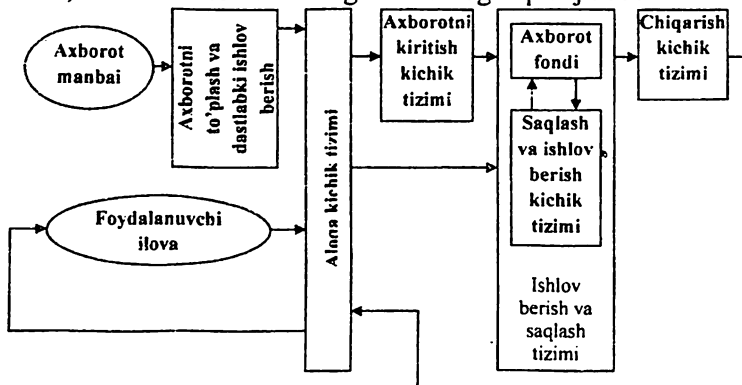 Axborot
manbai
Axborotni
to'plash va
dastlabki ishlov
berish
Aloqa kichik tizimi
Axborotni
kiritish
kichik
tizimi
Axborot
fondi
Saqlash
va ishlov
berish
kichik
tizimi
Ishlov
berish va
saqlash
tizimi
Chiqarish
kichik
tizimi
Foydalanuvchi
ilova